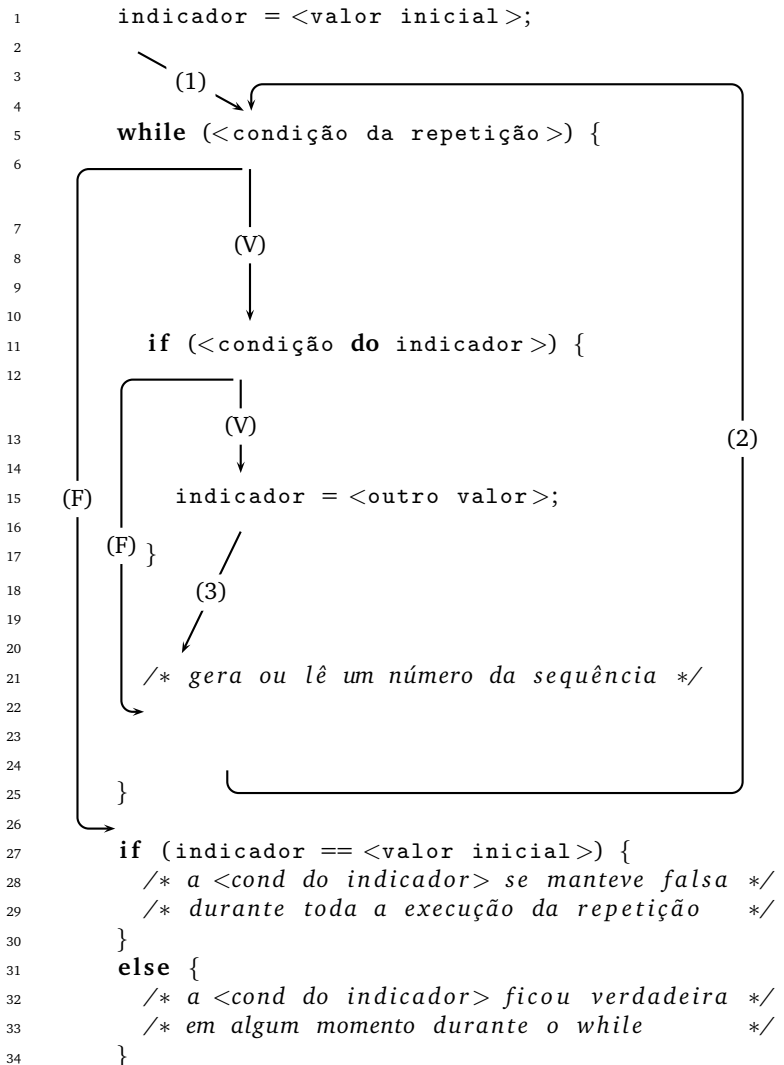 1 indicador = <valor inicial>;
2
3 (1)
4
5 while (<condição da repetição>) {
6
7
8 (V)
9
10
11 if (<condição do indicador>) {
12
13 (V) (2)
14
15 (F) indicador = <outro valor>;
16
17 (F) }
18 (3)
19
20
21 /* gera ou lê um número da sequência */
22
23
24
25 }
26
27 if (indicador == <valor inicial>) {
28 /* a <cond do indicador> se manteve falsa */
29 /* durante toda a execução da repetição */
30 }
31 else {
32 /* a <cond do indicador> ficou verdadeira */
33 /* em algum momento durante o while */
34 }